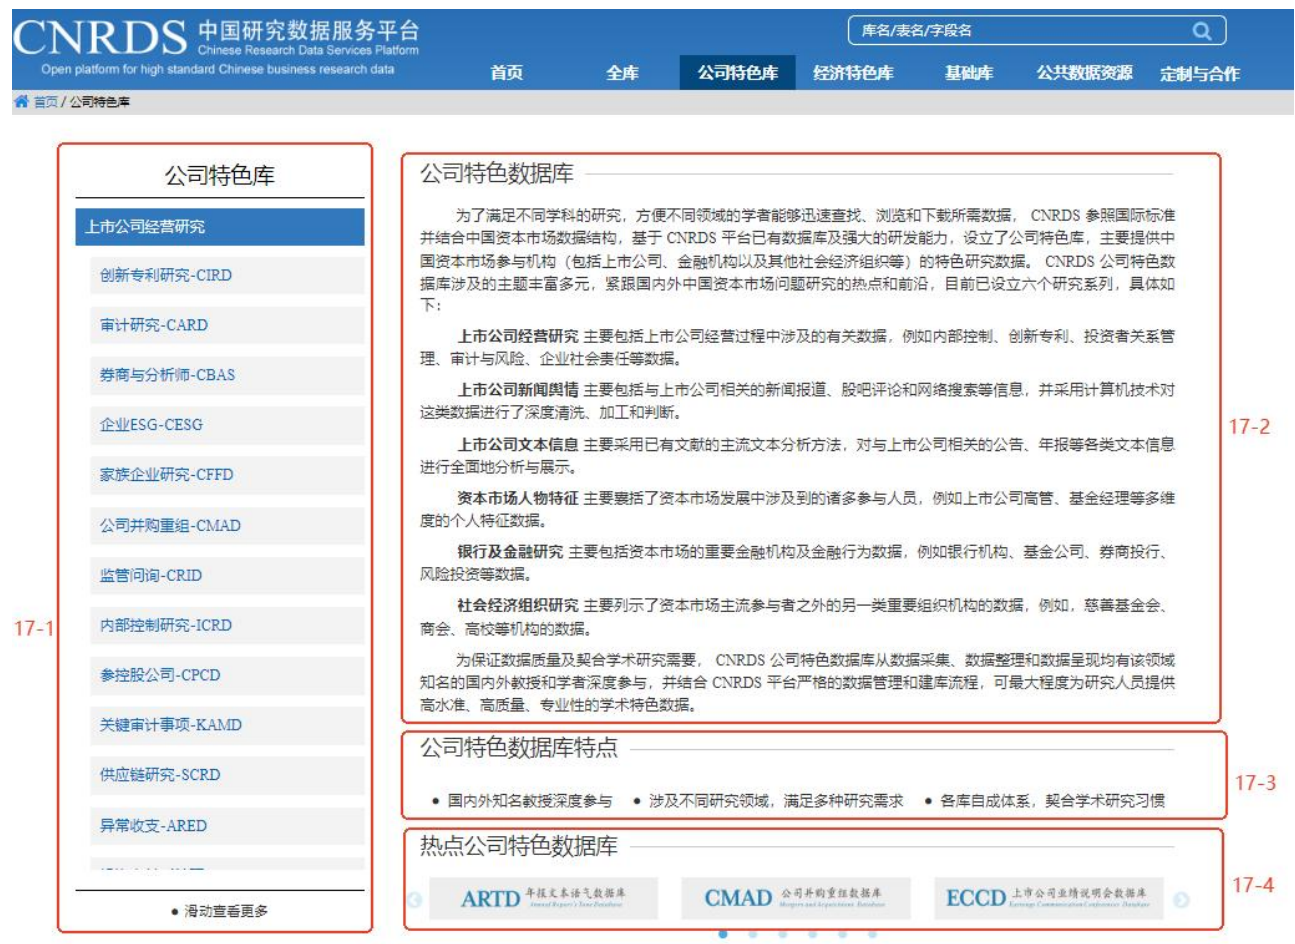 CNRDS 中国研究数据服务平台
Chinese Research Data Services Platform
Open platform for high standard Chinese business research data
库名/表名/字段名
首页 全库 公司特色库 经济特色库 基础库 公共数据资源 定制与合作
首页 / 公司特色库
17-1
公司特色库
上市公司经营研究
创新专利研究-CIRD
审计研究-CARD
券商与分析师-CBAS
企业ESG-CESG
家族企业研究-CFFD
公司并购重组-CMAD
监管问询-CRID
内部控制研究-ICRD
参控股公司-CPCD
关键审计事项-KAMD
供应链研究-SCRD
异常收支-ARED
● 滑动查看更多
17-2
公司特色数据库
为了满足不同学科的研究，方便不同领域的学者能够迅速查找、浏览和下载所需数据， CNRDS 参照国际标准
并结合中国资本市场数据结构，基于 CNRDS 平台已有数据库及强大的研发能力，设立了公司特色库，主要提供中
国资本市场参与机构（包括上市公司、金融机构以及其他社会经济组织等）的特色研究数据。 CNRDS 公司特色数
据库涉及的主题丰富多元，紧跟国内外中国资本市场问题研究的热点和前沿，目前已设立六个研究系列，具体如
下：
上市公司经营研究 主要包括上市公司经营过程中涉及的有关数据，例如内部控制、创新专利、投资者关系管
理、审计与风险、企业社会责任等数据。
上市公司新闻舆情 主要包括与上市公司相关的新闻报道、股吧评论和网络搜索等信息，并采用计算机技术对
这类数据进行了深度清洗、加工和判断。
上市公司文本信息 主要采用已有文献的主流文本分析方法，对与上市公司相关的公告、年报等各类文本信息
进行全面地分析与展示。
资本市场人物特征 主要囊括了资本市场发展中涉及到的诸多参与人员，例如上市公司高管、基金经理等多维
度的个人特征数据。
银行及金融研究 主要包括资本市场的重要金融机构及金融行为数据，例如银行机构、基金公司、券商投行、
风险投资等数据。
社会经济组织研究 主要列示了资本市场主流参与者之外的另一类重要组织机构的数据，例如，慈善基金会、
商会、高校等机构的数据。
为保证数据质量及契合学术研究需要， CNRDS 公司特色数据库从数据采集、数据整理和数据呈现均有该领域
知名的国内外教授和学者深度参与，并结合 CNRDS 平台严格的数据管理和建库流程，可最大程度为研究人员提供
高水准、高质量、专业性的学术特色数据。
17-3
公司特色数据库特点
● 国内外知名教授深度参与 ● 涉及不同研究领域，满足多种研究需求 ● 各库自成体系，契合学术研究习惯
17-4
热点公司特色数据库
ARTD 年报文本语气数据库
Annual Report's Tone Database
CMAD 公司并购重组数据库
Mergers and Acquisitions Database
ECCD 上市公司业绩说明会数据库
Earnings Communication Conference Database